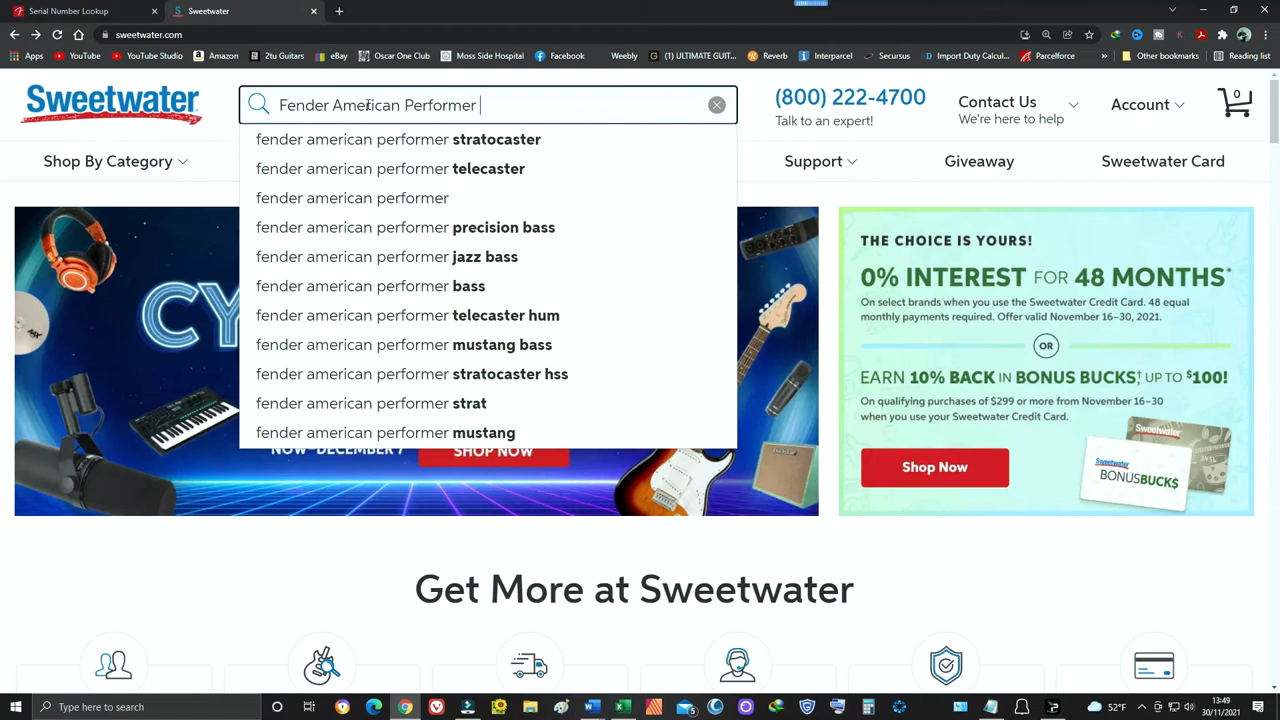 Serial Number Lookup
Sweetwater
sweetwater.com
Apps
YouTube
YouTube Studio
Amazon
2tu Guitars
eBay
Oscar One Club
Moss Side Hospital
Facebook
Weebly
(1) ULTIMATE GUIT...
Reverb
Interparcel
Securus
Import Duty Calcul...
Parcelforce
Other bookmarks
Reading list
Sweetwater
Fender American Performer
(800) 222-4700
Talk to an expert!
Contact Us
We're here to help
Account
0
Shop By Category
Support
Giveaway
Sweetwater Card
fender american performer stratocaster
fender american performer telecaster
fender american performer
fender american performer precision bass
fender american performer jazz bass
fender american performer bass
fender american performer telecaster hum
fender american performer mustang bass
fender american performer stratocaster hss
fender american performer strat
fender american performer mustang
CY
NOW DECEMBER 7
SHOP NOW
THE CHOICE IS YOURS!
0% INTEREST FOR 48 MONTHS*
On select brands when you use the Sweetwater Credit Card. 48 equal
monthly payments required. Offer valid November 16–30, 2021.
OR
EARN 10% BACK IN BONUS BUCKS,† UP TO $100!
On qualifying purchases of $299 or more from November 16–30
when you use your Sweetwater Credit Card.
Shop Now
Sweetwater
Sweetwater
BONUSBUCK$
Get More at Sweetwater
Type here to search
52°F
13:49
30/11/2021